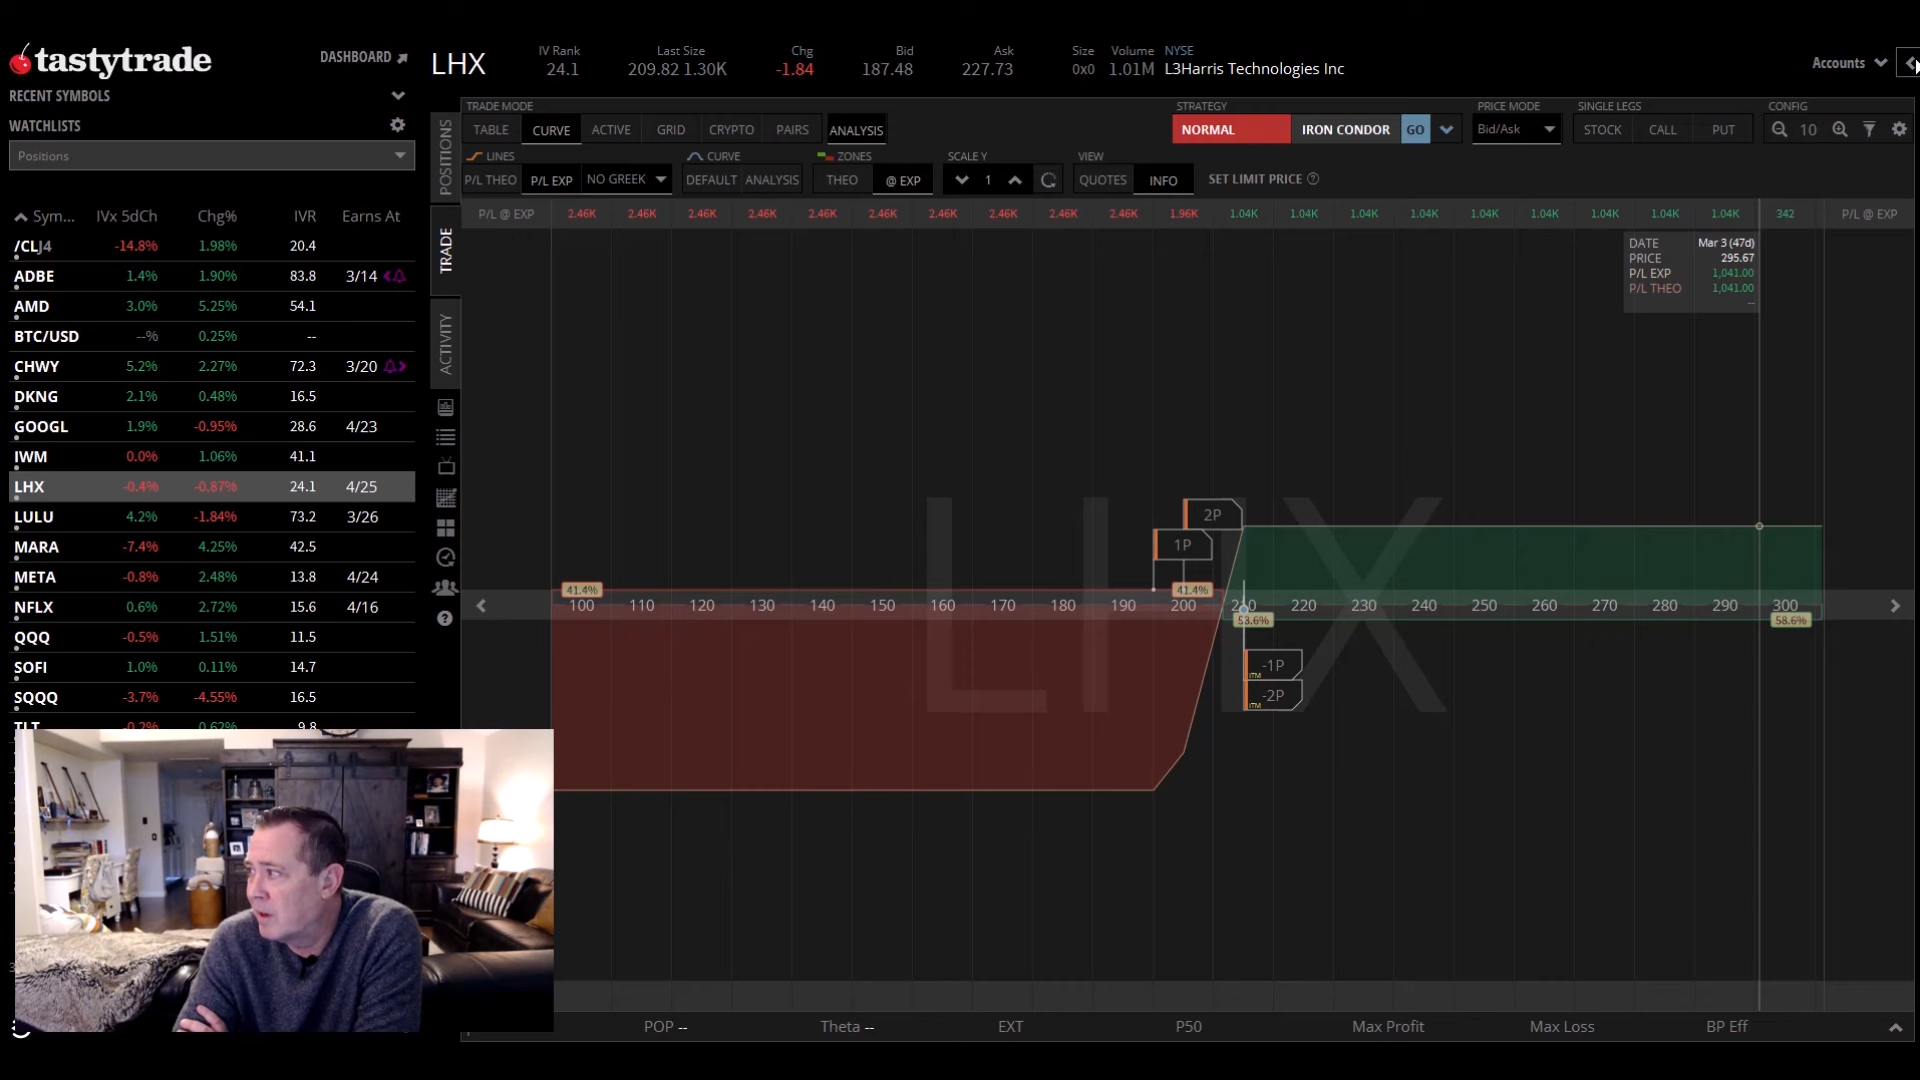 tastytrade
DASHBOARD
RECENT SYMBOLS
WATCHLISTS
Positions
Sym... IVx 5dCh Chg% IVR Earns At
/CLJ4 -14.8% 1.98% 20.4
ADBE 1.4% 1.90% 83.8 3/14
AMD 3.0% 5.25% 54.1
BTC/USD --% 0.25% --
CHWY 5.2% 2.27% 72.3 3/20
DKNG 2.1% 0.48% 16.5
GOOGL 1.9% -0.95% 28.6 4/23
IWM 0.0% 1.06% 41.1
LHX -0.4% -0.87% 24.1 4/25
LULU 4.2% -1.84% 73.2 3/26
MARA -7.4% 4.25% 42.5
META -0.8% 2.48% 13.8 4/24
NFLX 0.6% 2.72% 15.6 4/16
QQQ -0.5% 1.51% 11.5
SOFI 1.0% 0.11% 14.7
SQQQ -3.7% -4.55% 16.5
TLT -0.2% 0.62% 9.8
LHX
IV Rank Last Size Chg Bid Ask Size Volume NYSE
24.1 209.82 1.30K -1.84 187.48 227.73 0x0 1.01M L3Harris Technologies Inc
Accounts
POSITIONS
TRADE
ACTIVITY
TRADE MODE STRATEGY PRICE MODE SINGLE LEGS CONFIG
TABLE CURVE ACTIVE GRID CRYPTO PAIRS ANALYSIS NORMAL IRON CONDOR GO Bid/Ask STOCK CALL PUT 10
LINES CURVE ZONES SCALE Y VIEW
P/L THEO P/L EXP NO GREEK DEFAULT ANALYSIS THEO @ EXP 1 QUOTES INFO SET LIMIT PRICE
P/L @ EXP 2.46K 2.46K 2.46K 2.46K 2.46K 2.46K 2.46K 2.46K 2.46K 2.46K 1.96K 1.04K 1.04K 1.04K 1.04K 1.04K 1.04K 1.04K 1.04K 1.04K 342 P/L @ EXP
DATE Mar 3 (47d)
PRICE 295.67
P/L EXP 1,041.00
P/L THEO 1,041.00
--
LHX
2P
1P
41.4% 41.4%
100 110 120 130 140 150 160 170 180 190 200 210 220 230 240 250 260 270 280 290 300
53.6% 58.6%
-1P
ITM
-2P
ITM
POP -- Theta -- EXT P50 Max Profit Max Loss BP Eff